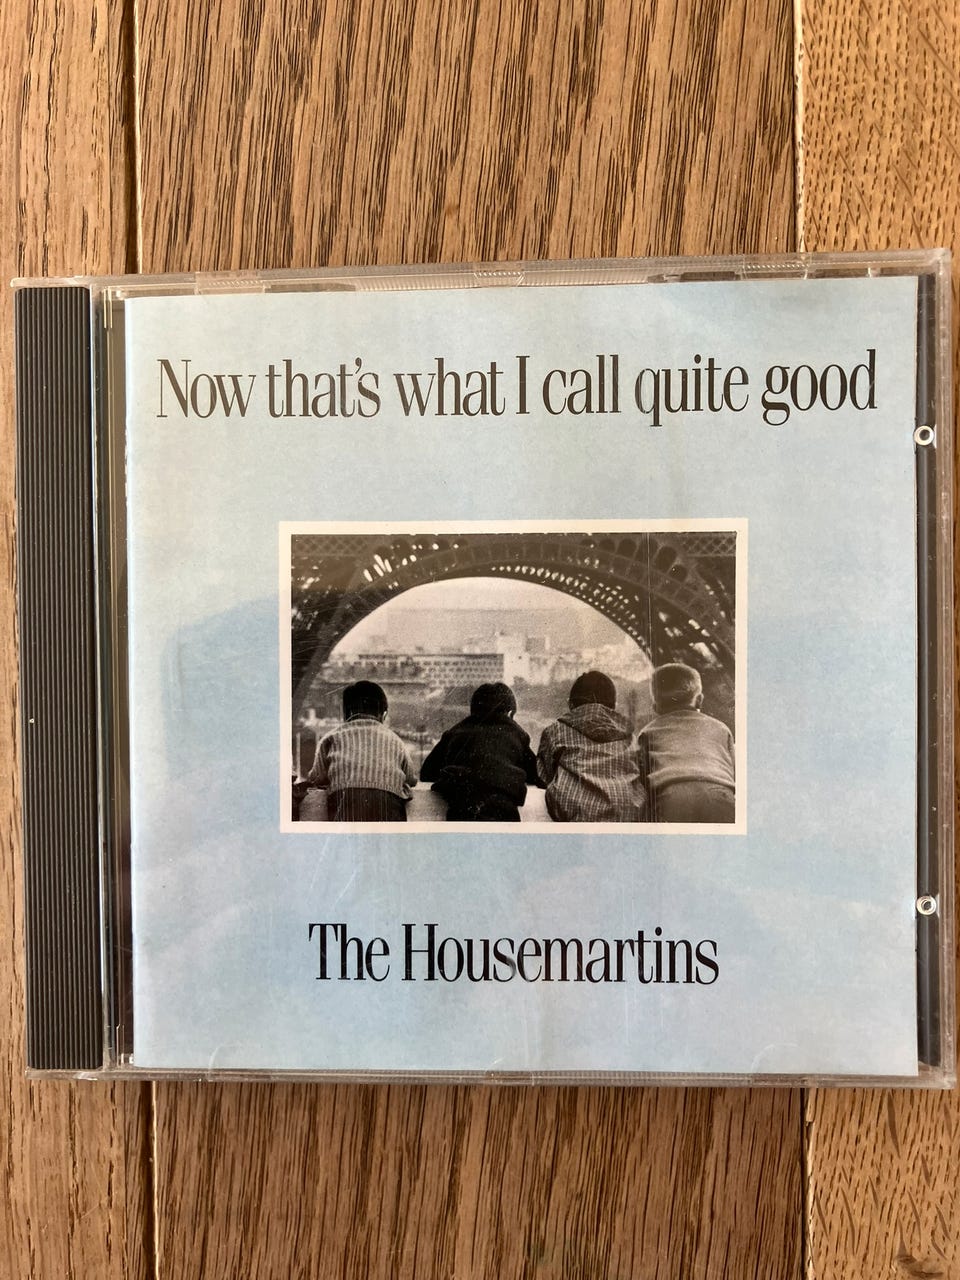 Now that's what I call quite good
The Housemartins